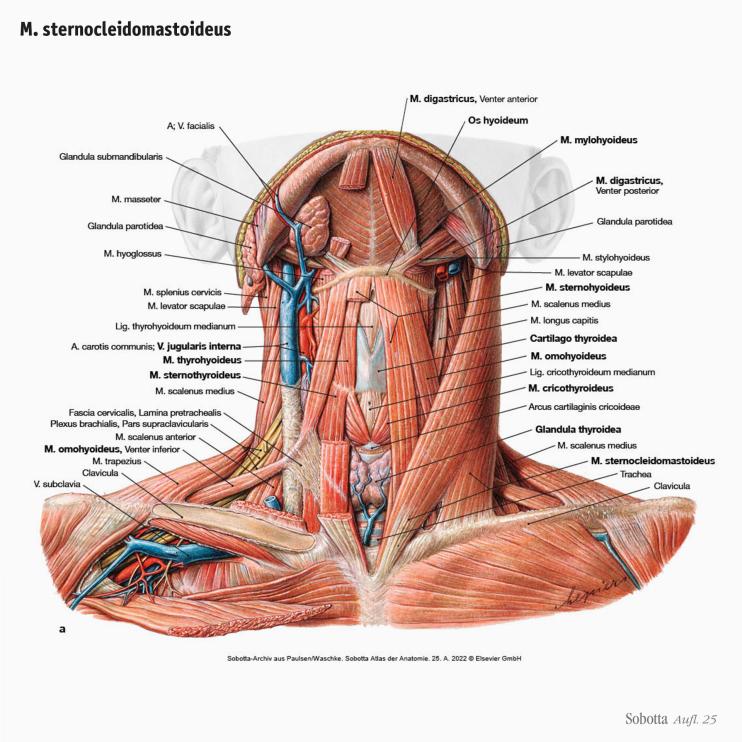 M. sternocleidomastoideus
M. digastricus, Venter anterior
Os hyoideum
A; V. facialis
M. mylohyoideus
Glandula submandibularis
M. digastricus,
Venter posterior
M. masseter
Glandula parotidea
Glandula parotidea
M. hyoglossus
M. stylohyoideus
M. levator scapulae
M. sternohyoideus
M. splenius cervicis
M. levator scapulae
M. scalenus medius
M. longus capitis
Lig. thyrohyoideum medianum
Cartilago thyroidea
A. carotis communis; V. jugularis interna
M. omohyoideus
M. thyrohyoideus
Lig. cricothyroideum medianum
M. sternothyroideus
M. cricothyroideus
M. scalenus medius
Arcus cartilaginis cricoideae
Fascia cervicalis, Lamina pretrachealis
Plexus brachialis, Pars supraclavicularis
Glandula thyroidea
M. scalenus anterior
M. scalenus medius
M. omohyoideus, Venter inferior
M. trapezius
M. sternocleidomastoideus
Clavicula
Trachea
V. subclavia
Clavicula
a
Sobotta-Archiv aus Paulsen/Waschke. Sobotta Atlas der Anatomie. 25. A. 2022 © Elsevier GmbH
Sobotta Aufl. 25